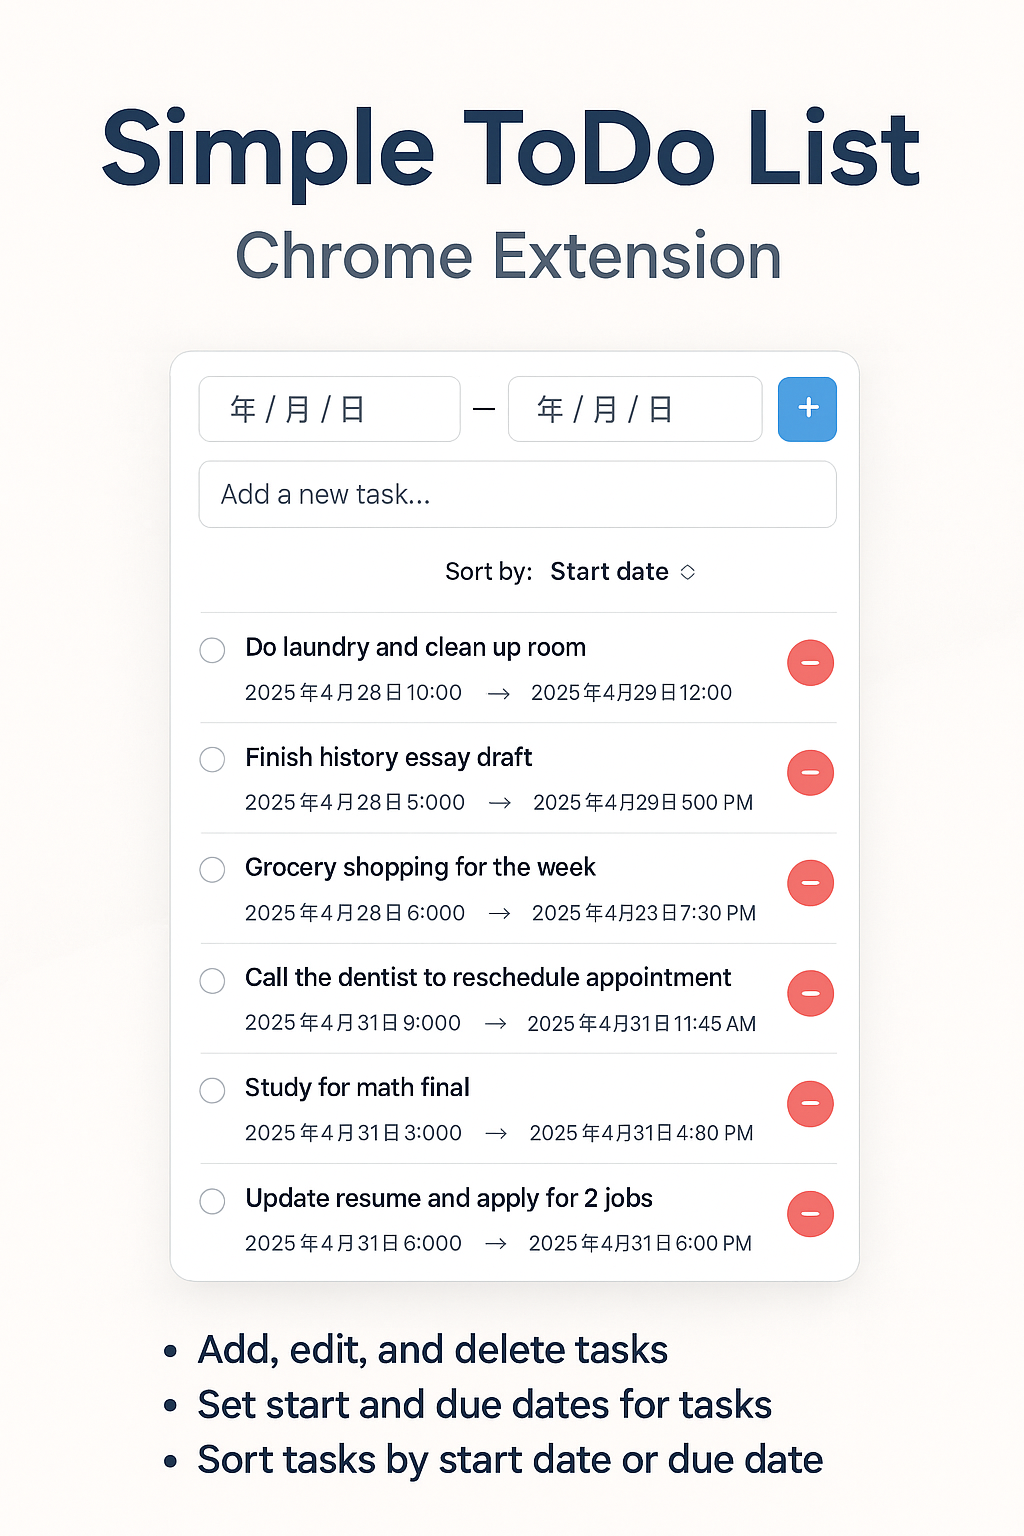 Simple ToDo List
Chrome Extension
年 / 月 / 日 — 年 / 月 / 日 +
Add a new task...
Sort by: Start date
Do laundry and clean up room
2025年4月28日10:00 → 2025年4月29日12:00
Finish history essay draft
2025年4月28日5:000 → 2025年4月29日500 PM
Grocery shopping for the week
2025年4月28日6:000 → 2025年4月23日7:30 PM
Call the dentist to reschedule appointment
2025年4月31日9:000 → 2025年4月31日11:45 AM
Study for math final
2025年4月31日3:000 → 2025年4月31日4:80 PM
Update resume and apply for 2 jobs
2025年4月31日6:000 → 2025年4月31日6:00 PM
• Add, edit, and delete tasks
• Set start and due dates for tasks
• Sort tasks by start date or due date